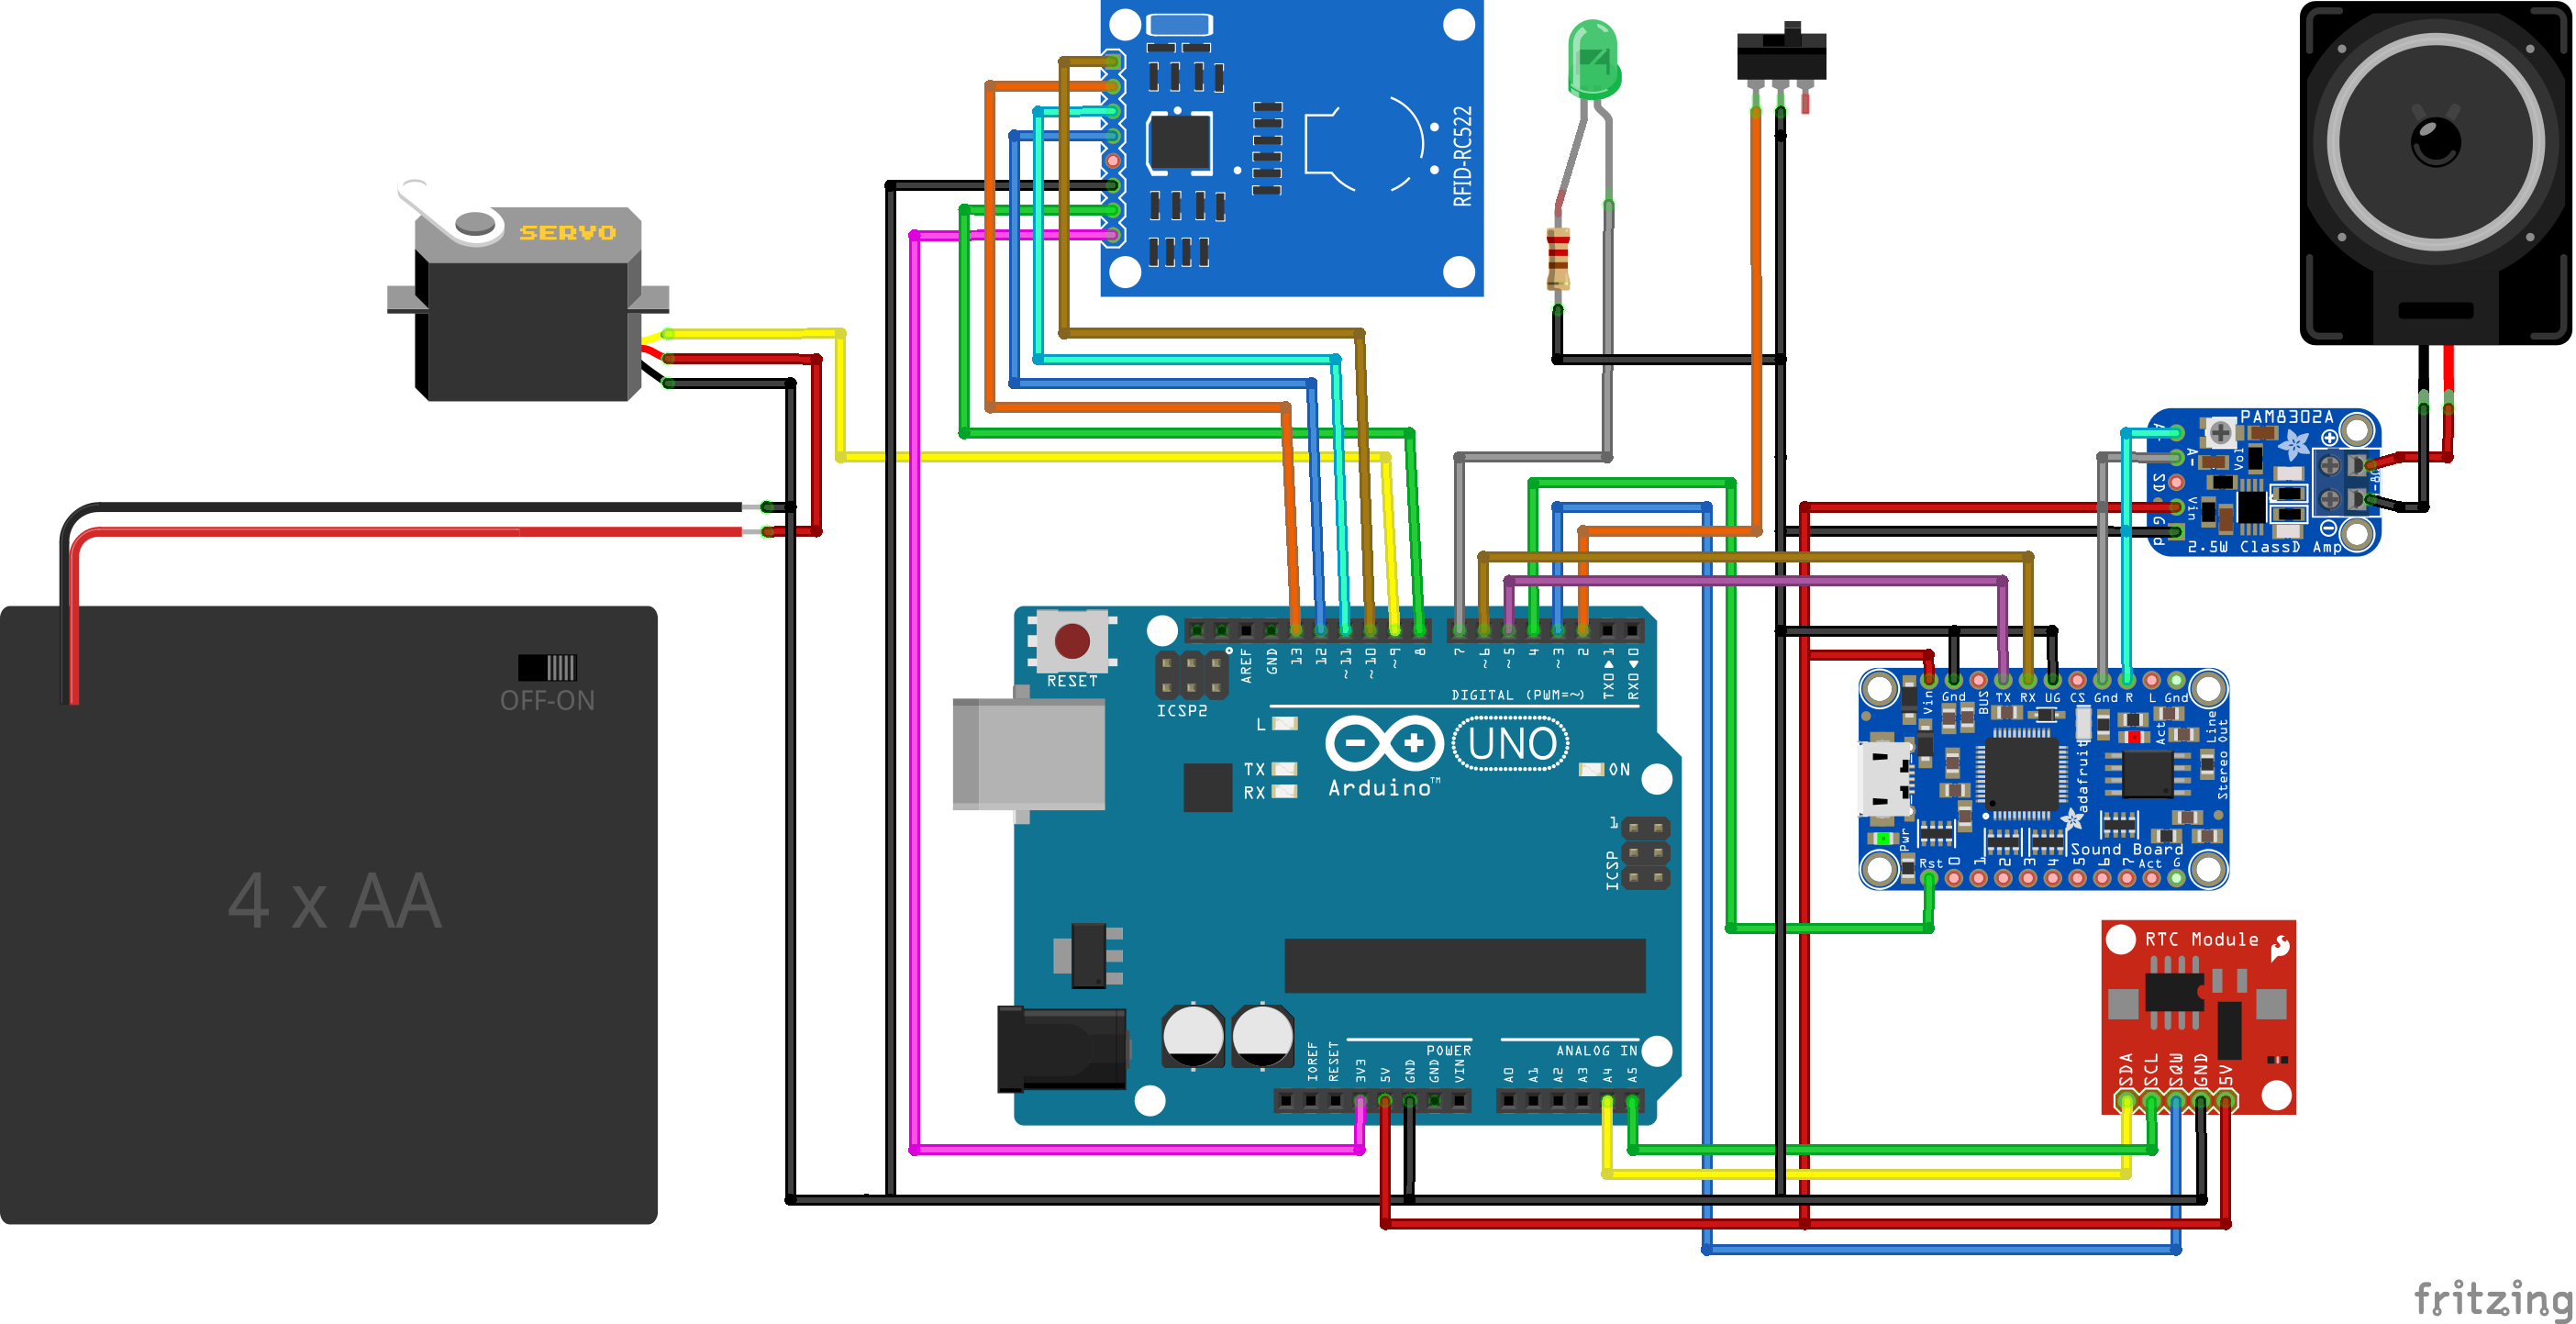 RFID-RC522
SERVO
PAM8302A
A+
A-
SD
Vin
Gnd
Vol
2.5W ClassD Amp
OFF-ON
4 x AA
RESET
ICSP2
AREF
GND
13
12
~11
~10
~9
8
7
~6
~5
4
~3
2
TXO
RXO
1
0
DIGITAL (PWM=~)
L
TX
RX
UNO
ON
Arduino™
1
ICSP
IOREF
RESET
3V3
5V
GND
GND
VIN
POWER
ANALOG IN
A0
A1
A2
A3
A4
A5
Vin
Gnd
BUS
TX
RX
UG
CS
Gnd
R
L
Gnd
Act
Line Out
Stereo
adafruit
Pwr
Sound Board
Rst
0
1
2
3
4
5
6
7
Act
G
RTC Module
SDA
SCL
SQW
GND
5V
fritzing